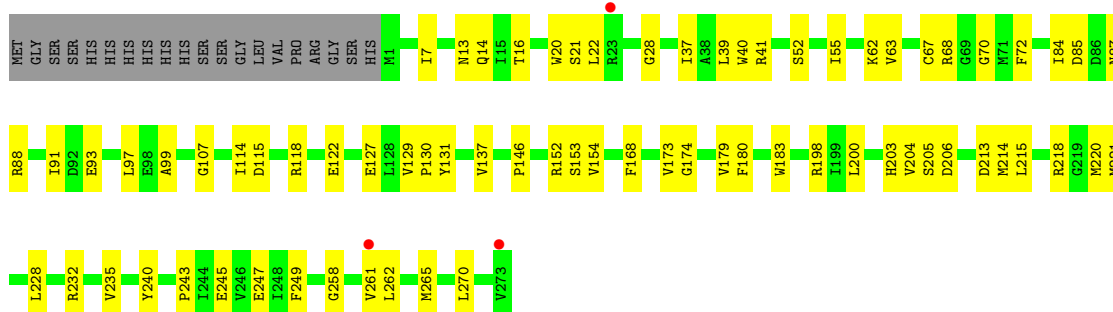 MET GLY SER SER HIS HIS HIS HIS HIS HIS SER SER GLY LEU VAL PRO ARG GLY SER HIS M1 I7 N13 Q14 I15 T16 W20 S21 L22 R23 G28 I37 A38 L39 W40 R41 S52 I55 K62 V63 C67 R68 G69 G70 M71 F72 I84 D85 D86 N87
R88 I91 D92 E93 L97 E98 A99 G107 I114 D115 R118 E122 E127 L128 V129 P130 Y131 V137 P146 R152 S153 V154 F168 V173 G174 V179 F180 W183 R198 I199 L200 H203 V204 S205 D206 D213 M214 L215 R218 G219 M220
L228 R232 V235 Y240 P243 I244 E245 V246 E247 I248 F249 G258 V261 L262 M265 L270 V273